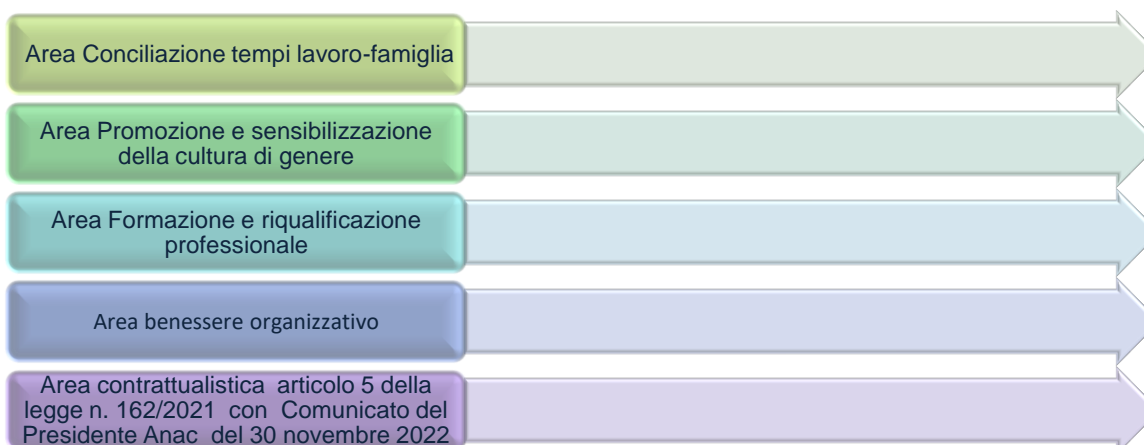 Area Conciliazione tempi lavoro-famiglia
Area Promozione e sensibilizzazione
della cultura di genere
Area Formazione e riqualificazione
professionale
Area benessere organizzativo
Area contrattualistica articolo 5 della
legge n. 162/2021 con Comunicato del
Presidente Anac del 30 novembre 2022